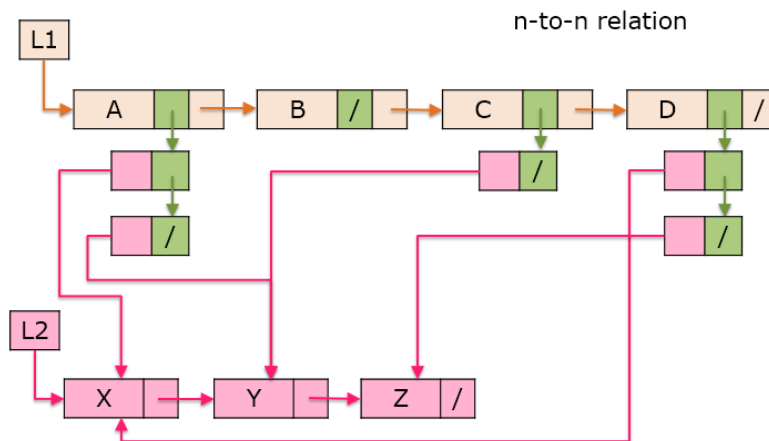 n-to-n relation
L1
A B / C D /
/
/ /
L2
X Y Z /